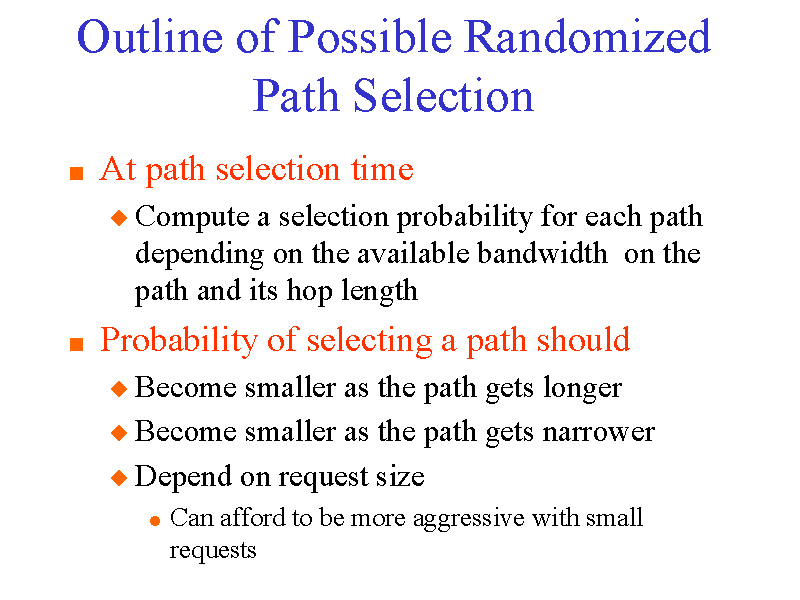 Outline of Possible Randomized
Path Selection
At path selection time
Compute a selection probability for each path
depending on the available bandwidth on the
path and its hop length
Probability of selecting a path should
Become smaller as the path gets longer
Become smaller as the path gets narrower
Depend on request size
Can afford to be more aggressive with small
requests